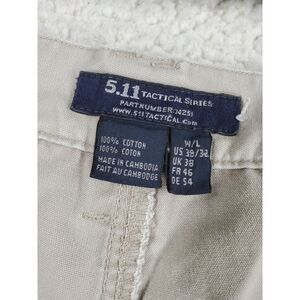 5.11 TACTICAL SERIES
PART NUMBER: 74251
WWW.511TACTICAL.Com
100% COTTON
100% COTTON
MADE IN CAMBODIA
FAIT AU CAMBODGE
W/L
US 38/32
UK 38
FR 46
DE 54